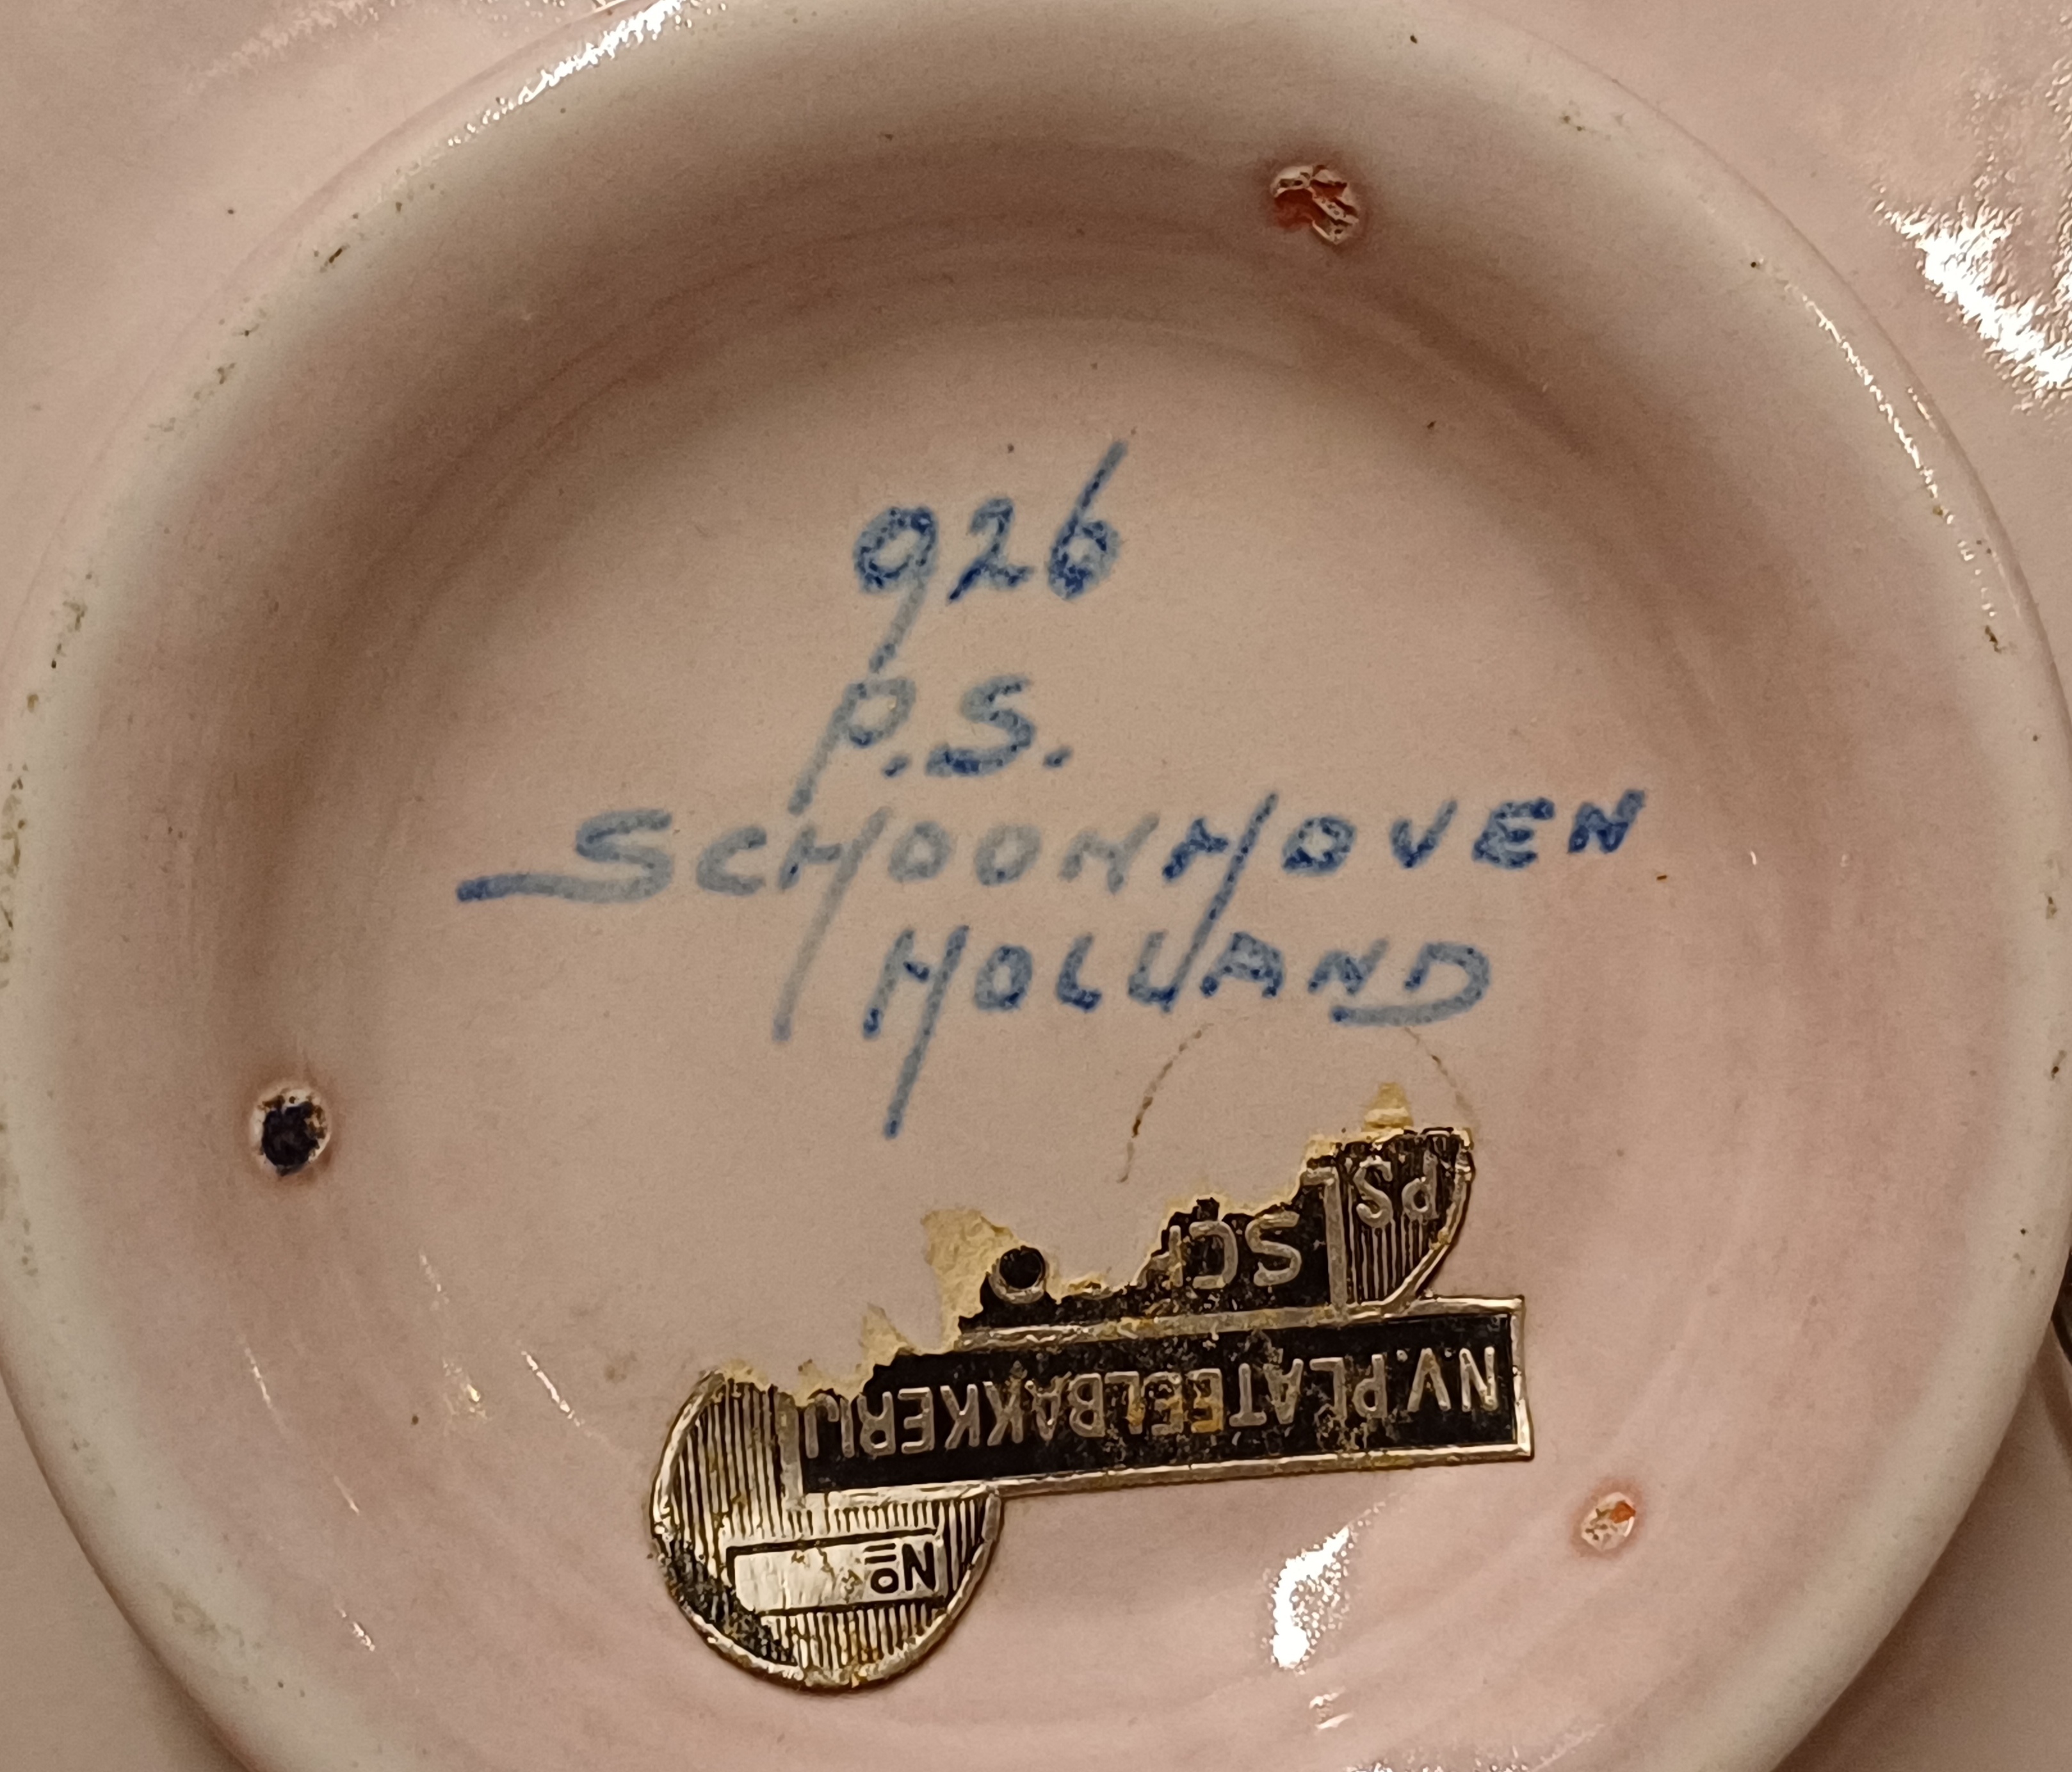 926
P.S.
SCHOONHOVEN
HOLLAND
No
N.V. PLATEELBAKKERIJ
PS SCH